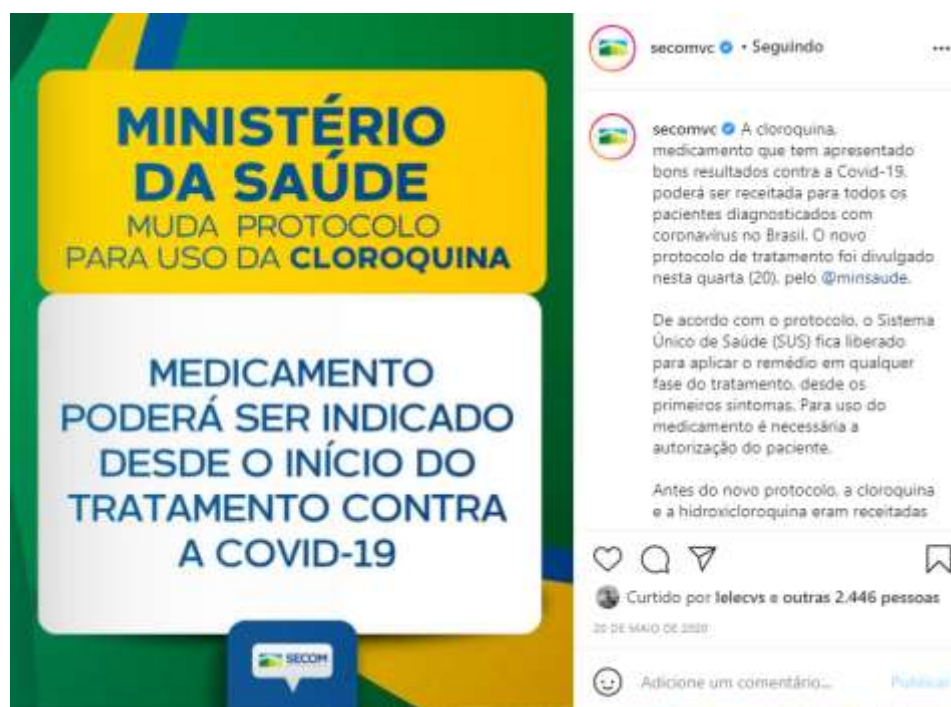 MINISTÉRIO
DA SAÚDE
MUDA PROTOCOLO
PARA USO DA CLOROQUINA
MEDICAMENTO
PODERÁ SER INDICADO
DESDE O INÍCIO DO
TRATAMENTO CONTRA
A COVID-19
SECOM
secomvc • Seguindo
secomvc A cloroquina,
medicamento que tem apresentado
bons resultados contra a Covid-19,
poderá ser receitada para todos os
pacientes diagnosticados com
coronavírus no Brasil. O novo
protocolo de tratamento foi divulgado
nesta quarta (20), pelo @minsaude.
De acordo com o protocolo, o Sistema
Único de Saúde (SUS) fica liberado
para aplicar o remédio em qualquer
fase do tratamento, desde os
primeiros sintomas. Para uso do
medicamento é necessária a
autorização do paciente.
Antes do novo protocolo, a cloroquina
e a hidroxicloroquina eram receitadas
Curtido por lelecvs e outras 2.446 pessoas
20 DE MAIO DE 2020
Adicione um comentário...
Publicar